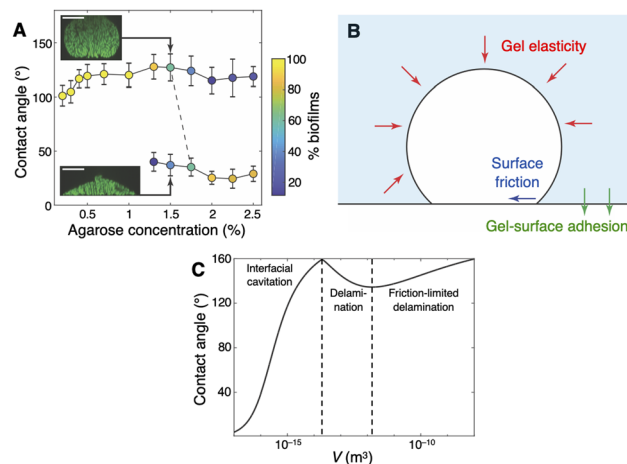 A
150
100
50
0
Contact angle (°)
0.5
1
1.5
2
2.5
Agarose concentration (%)
100
80
60
40
20
% biofilms
B
Gel elasticity
Surface
friction
Gel-surface adhesion
C
160
120
80
40
Contact angle (°)
Interfacial
cavitation
Delami-
nation
Friction-limited
delamination
10⁻¹⁵
10⁻¹⁰
V (m³)